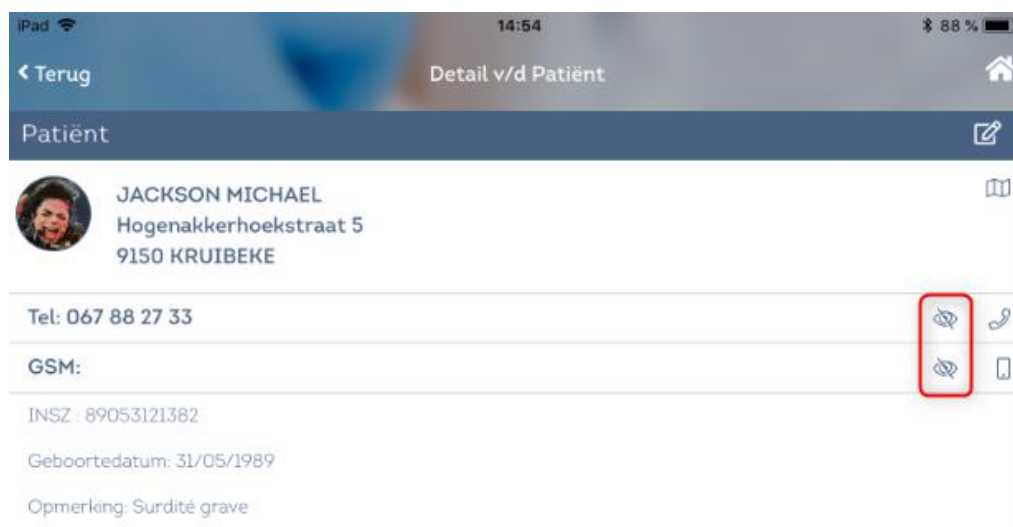 iPad 14:54 88 %
Terug Detail v/d Patiënt
Patiënt
JACKSON MICHAEL
Hogenakkerhoekstraat 5
9150 KRUIBEKE
Tel: 067 88 27 33
GSM:
INSZ : 89053121382
Geboortedatum: 31/05/1989
Opmerking: Surdité grave